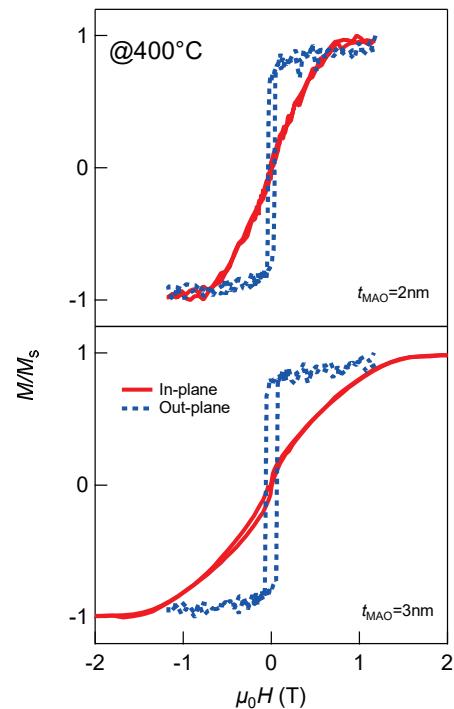 @400°C
1
0
-1
t_MAO=2nm
M/M_s
1
In-plane
Out-plane
0
-1
t_MAO=3nm
-2
-1
0
1
2
μ₀H (T)